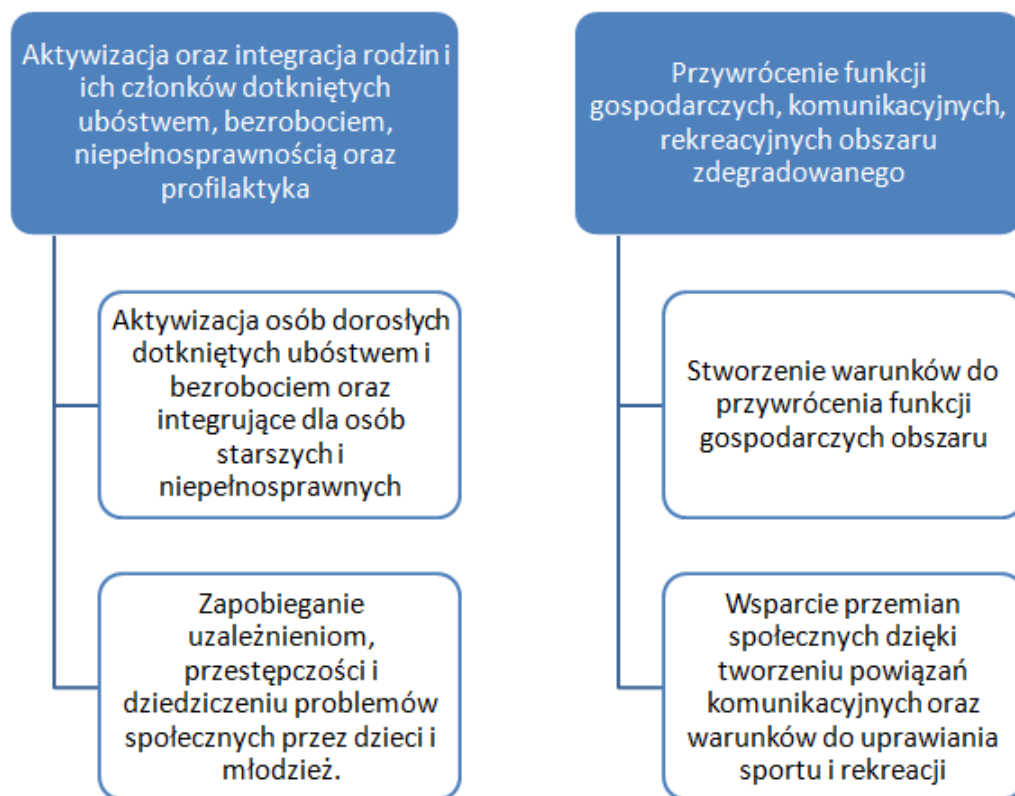 Aktywizacja oraz integracja rodzin i
ich członków dotkniętych
ubóstwem, bezrobociem,
niepełnosprawnością oraz
profilaktyka
Aktywizacja osób dorosłych
dotkniętych ubóstwem i
bezrobociem oraz
integrujące dla osób
starszych i
niepełnosprawnych
Zapobieganie
uzależnieniom,
przestępczości i
dziedziczeniu problemów
społecznych przez dzieci i
młodzież.
Przywrócenie funkcji
gospodarczych, komunikacyjnych,
rekreacyjnych obszaru
zdegradowanego
Stworzenie warunków do
przywrócenia funkcji
gospodarczych obszaru
Wsparcie przemian
społecznych dzięki
tworzeniu powiązań
komunikacyjnych oraz
warunków do uprawiania
sportu i rekreacji